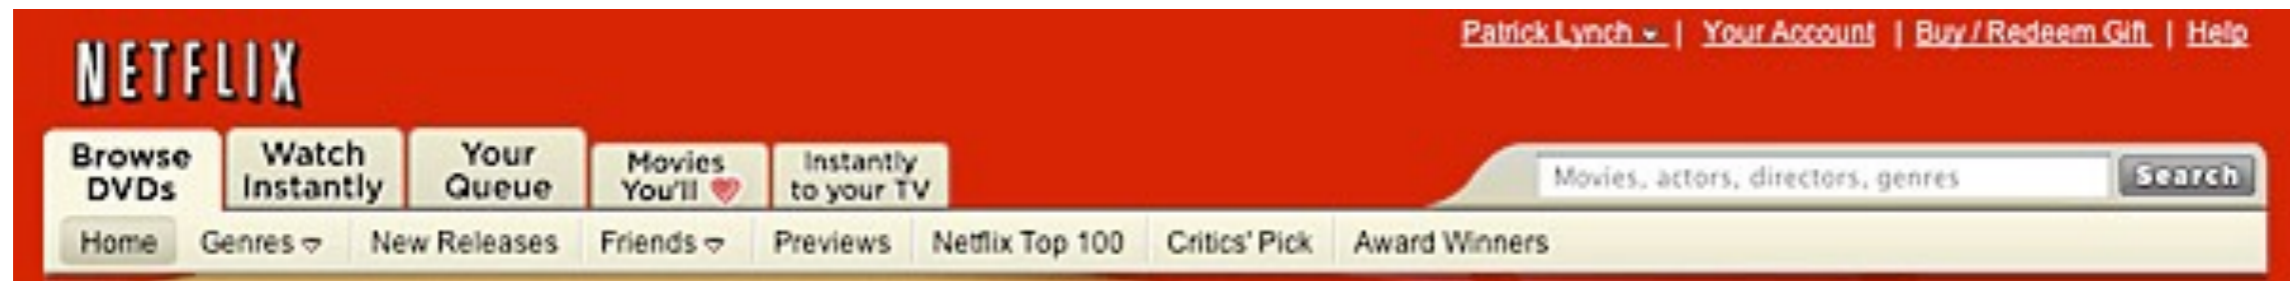 Patrick Lynch | Your Account | Buy / Redeem Gift | Help
NETFLIX
Browse DVDs
Watch Instantly
Your Queue
Movies You'll
Instantly to your TV
Movies, actors, directors, genres
Search
Home Genres New Releases Friends Previews Netflix Top 100 Critics' Pick Award Winners